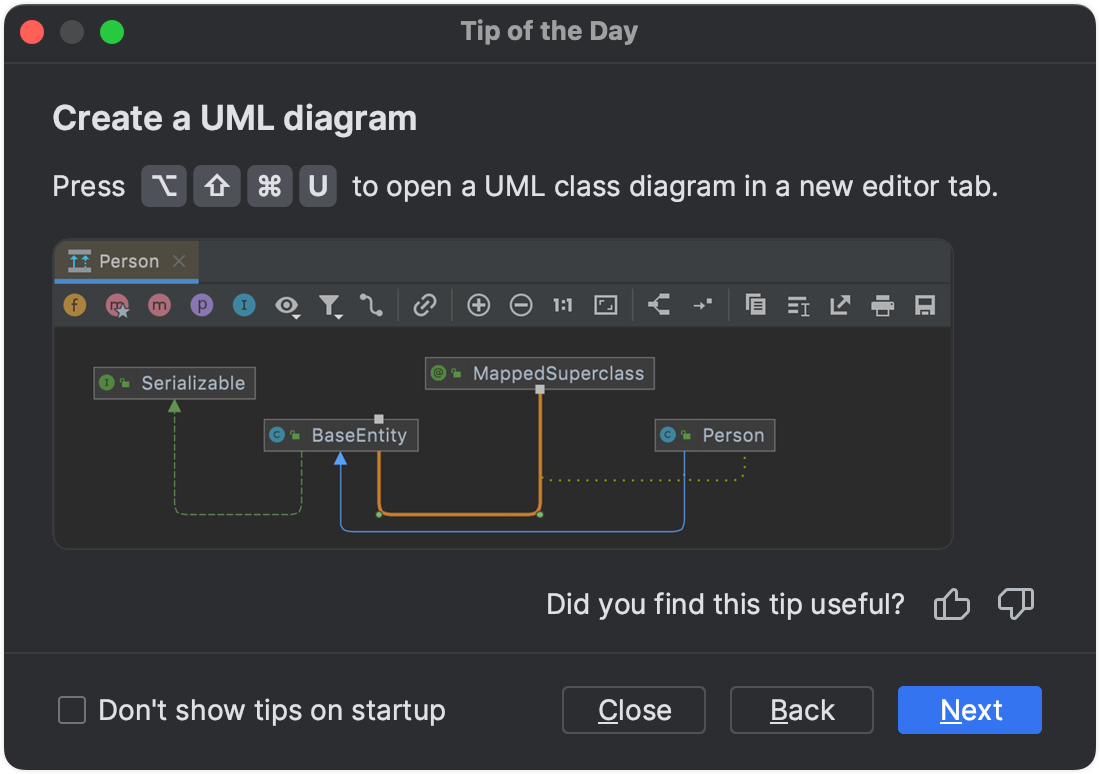 Tip of the Day
Create a UML diagram
Press ⌥ ⇧ ⌘ U to open a UML class diagram in a new editor tab.
Person
f m m p I 1:1
I Serializable
@ MappedSuperclass
C BaseEntity
C Person
Did you find this tip useful?
Don't show tips on startup
Close Back Next